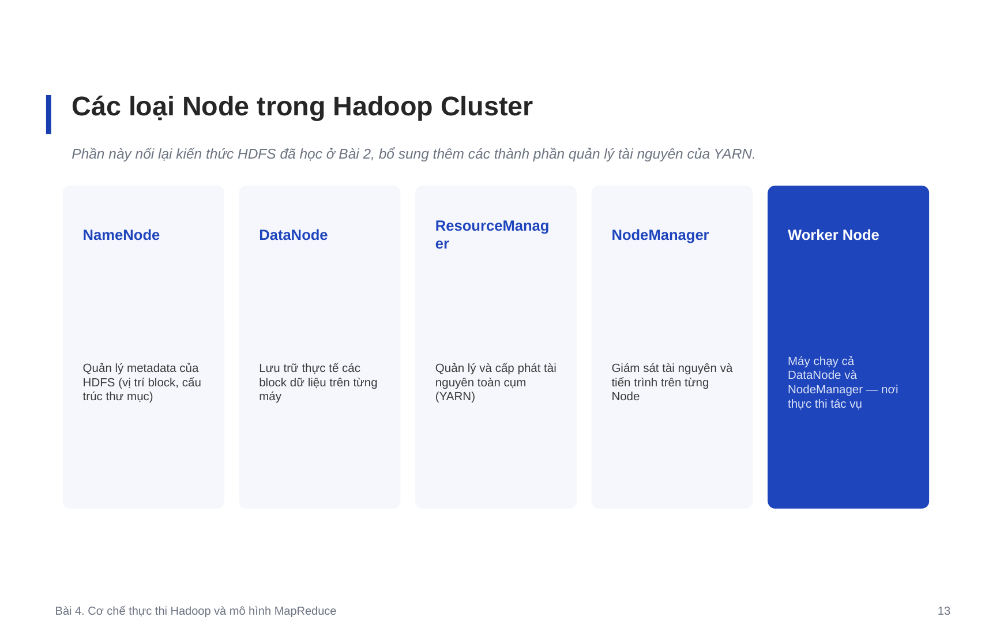 Các loại Node trong Hadoop Cluster
Phần này nối lại kiến thức HDFS đã học ở Bài 2, bổ sung thêm các thành phần quản lý tài nguyên của YARN.
NameNode
Quản lý metadata của
HDFS (vị trí block, cấu
trúc thư mục)
DataNode
Lưu trữ thực tế các
block dữ liệu trên từng
máy
ResourceManag
er
Quản lý và cấp phát tài
nguyên toàn cụm
(YARN)
NodeManager
Giám sát tài nguyên và
tiến trình trên từng
Node
Worker Node
Máy chạy cả
DataNode và
NodeManager — nơi
thực thi tác vụ
Bài 4. Cơ chế thực thi Hadoop và mô hình MapReduce
13